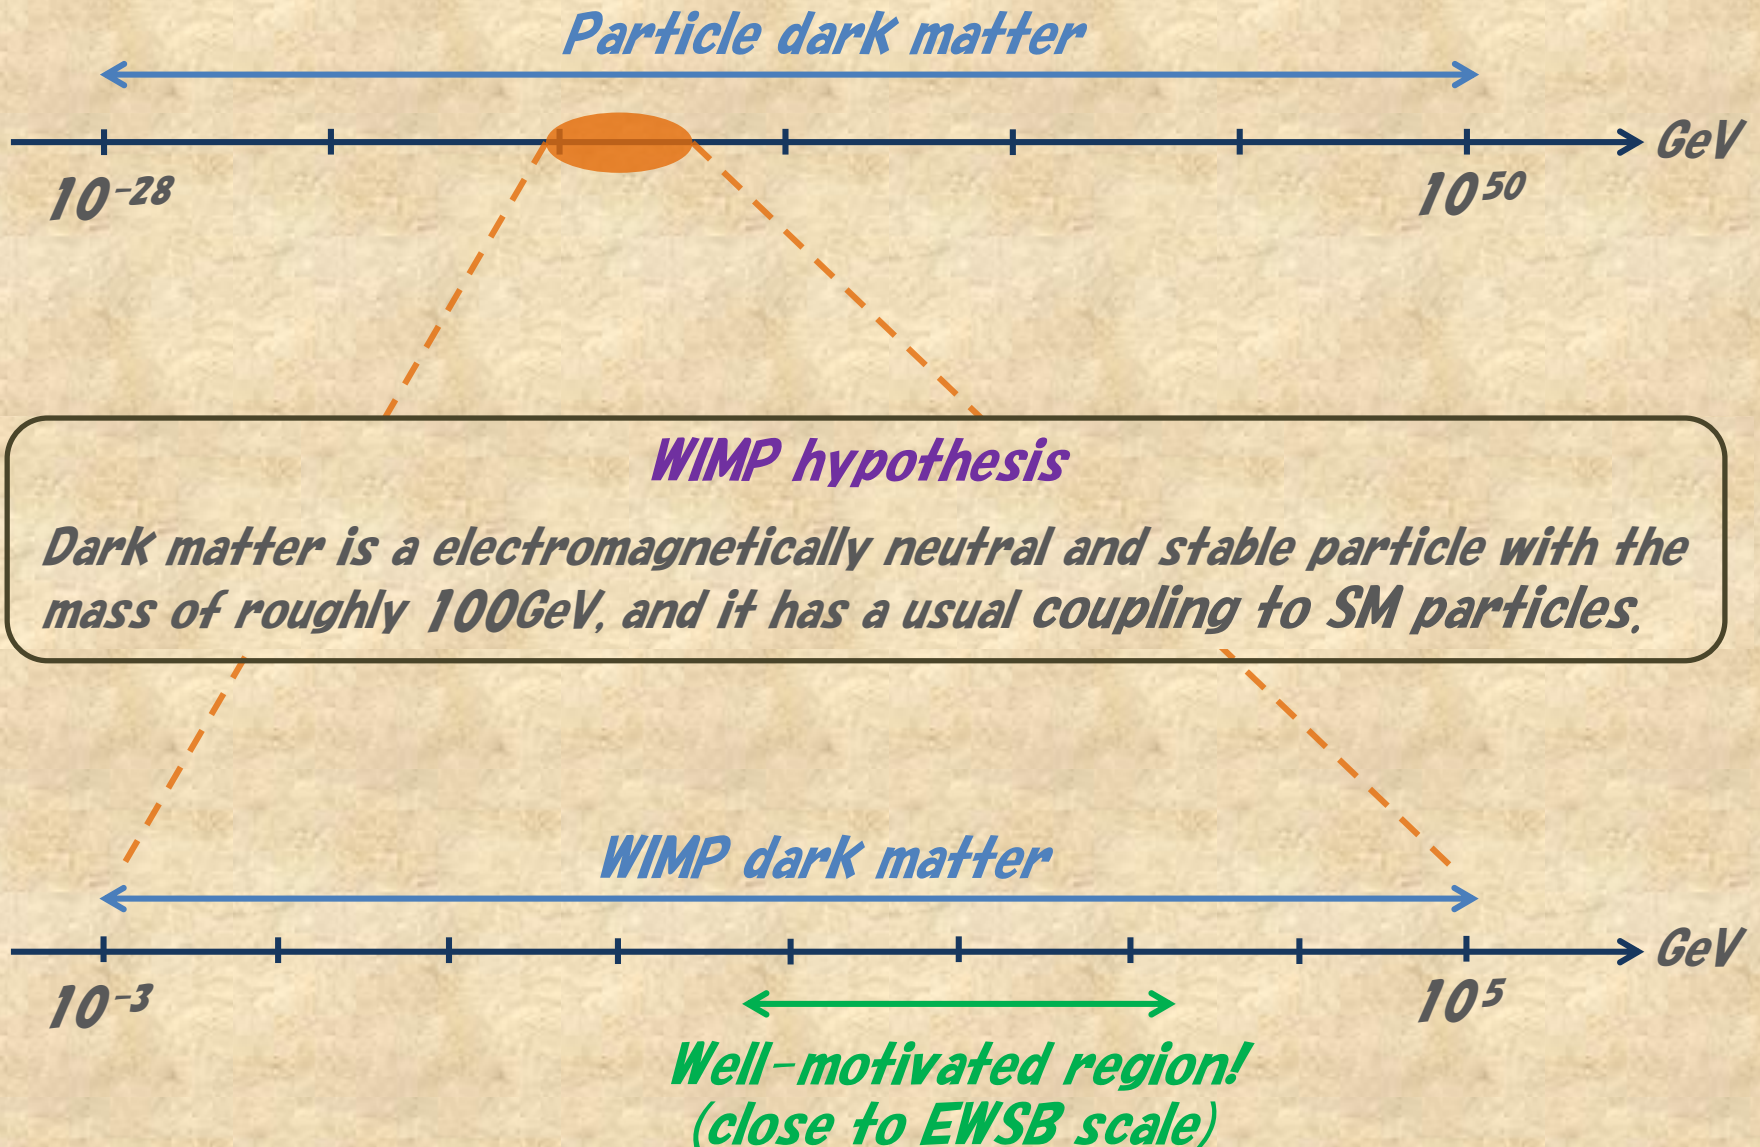 Particle dark matter
GeV
10⁻²⁸
10⁵⁰
WIMP hypothesis
Dark matter is a electromagnetically neutral and stable particle with the
mass of roughly 100GeV, and it has a usual coupling to SM particles.
WIMP dark matter
GeV
10⁻³
10⁵
Well-motivated region!
(close to EWSB scale)